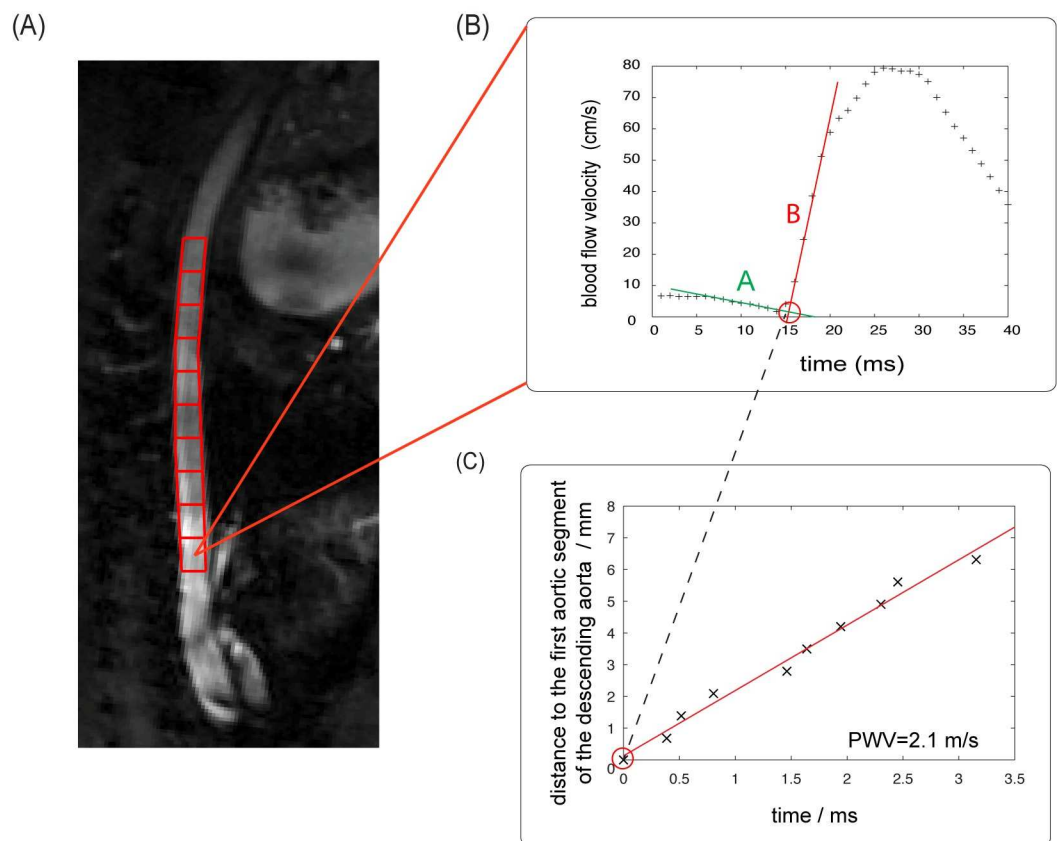 (A)
(B)
blood flow velocity (cm/s)
80
70
60
50
40
30
20
10
0
A
B
0 5 10 15 20 25 30 35 40
time (ms)
(C)
distance to the first aortic segment
of the descending aorta / mm
8
7
6
5
4
3
2
1
0
PWV=2.1 m/s
0 0.5 1 1.5 2 2.5 3 3.5
time / ms